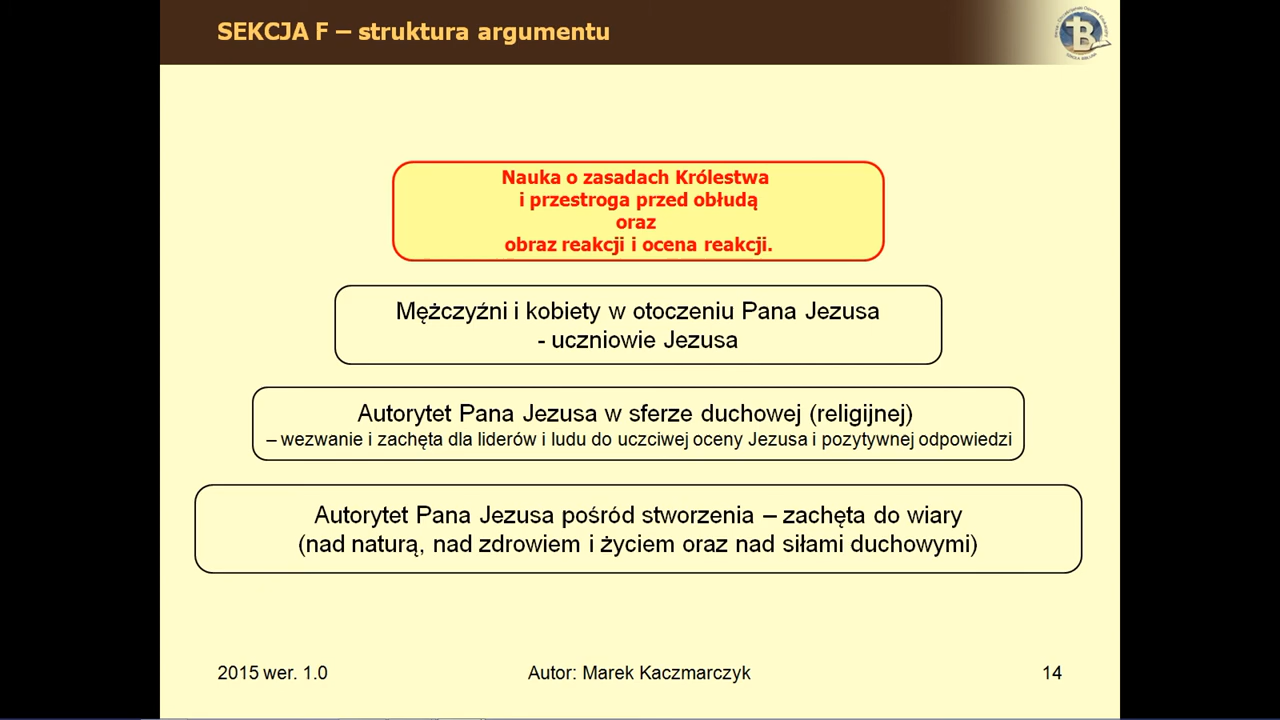 SEKCJA F – struktura argumentu
Nauka o zasadach Królestwa
i przestroga przed obłudą
oraz
obraz reakcji i ocena reakcji.
Mężczyźni i kobiety w otoczeniu Pana Jezusa
- uczniowie Jezusa
Autorytet Pana Jezusa w sferze duchowej (religijnej)
– wezwanie i zachęta dla liderów i ludu do uczciwej oceny Jezusa i pozytywnej odpowiedzi
Autorytet Pana Jezusa pośród stworzenia – zachęta do wiary
(nad naturą, nad zdrowiem i życiem oraz nad siłami duchowymi)
2015 wer. 1.0
Autor: Marek Kaczmarczyk
14